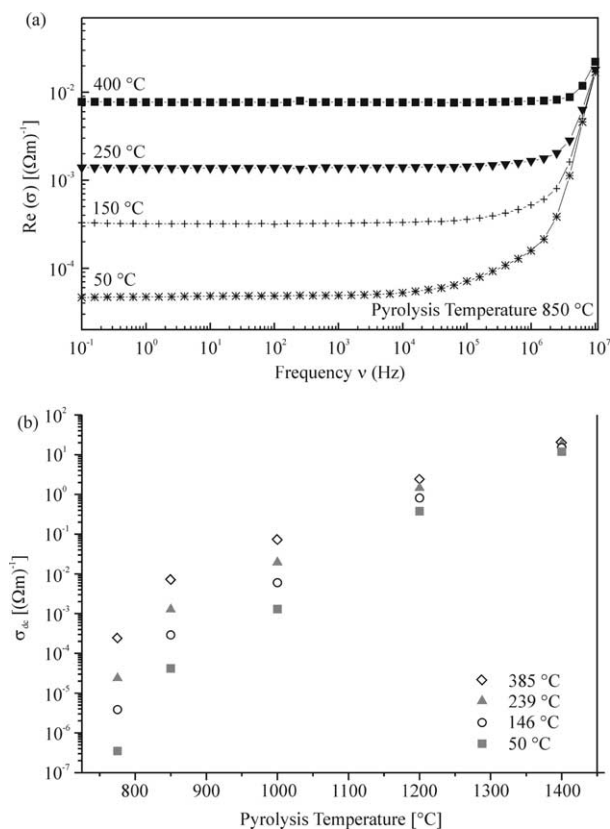 (a)
10⁻²
10⁻³
10⁻⁴
Re (σ) [(Ωm)⁻¹]
400 °C
250 °C
150 °C
50 °C
Pyrolysis Temperature 850 °C
10⁻¹ 10⁰ 10¹ 10² 10³ 10⁴ 10⁵ 10⁶ 10⁷
Frequency ν (Hz)
(b)
10²
10¹
10⁰
10⁻¹
10⁻²
10⁻³
10⁻⁴
10⁻⁵
10⁻⁶
10⁻⁷
σdc [(Ωm)⁻¹]
385 °C
239 °C
146 °C
50 °C
800 900 1000 1100 1200 1300 1400
Pyrolysis Temperature [°C]